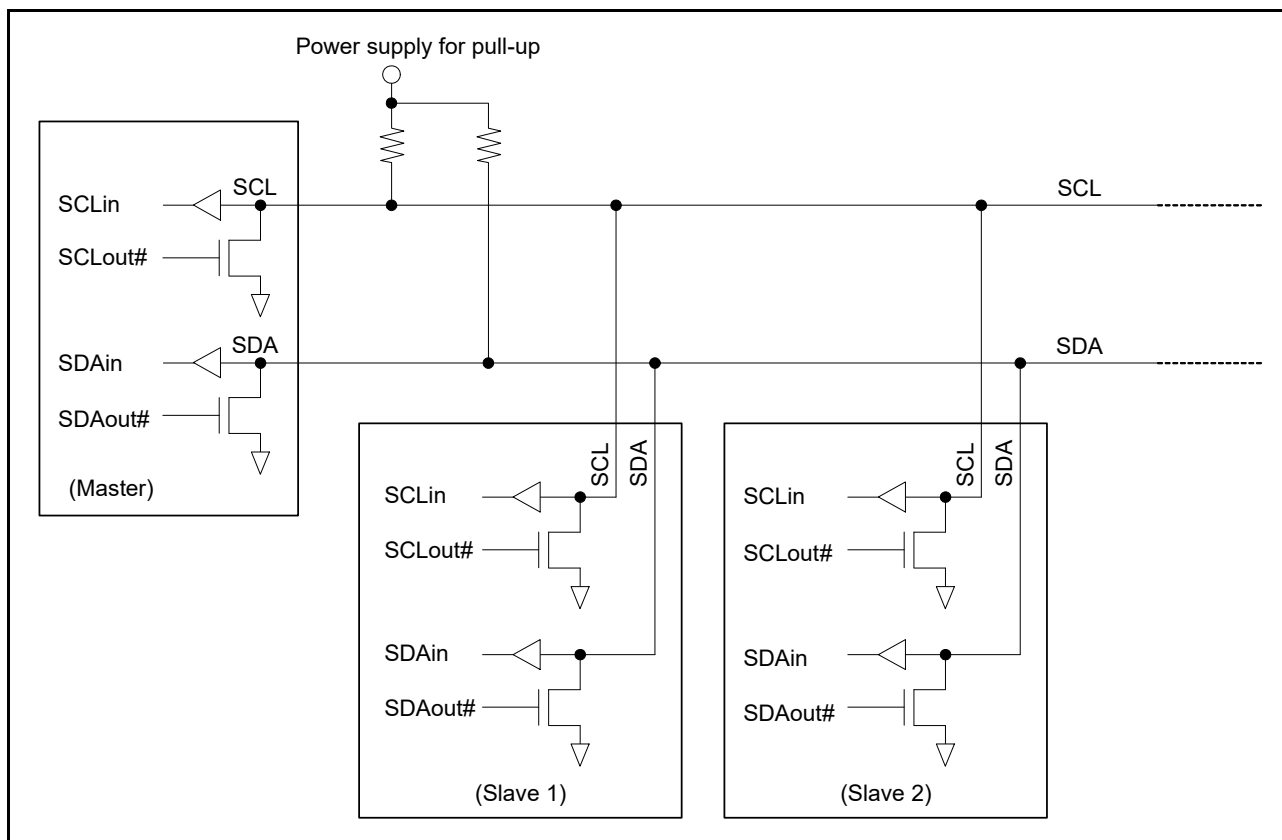 Power supply for pull-up
SCL
SCLin
SCLout#
SDA
SDAin
SDAout#
(Master)
SCL
SDA
SCL
SDA
SCLin
SCLout#
SDAin
SDAout#
(Slave 1)
SCL
SDA
SCLin
SCLout#
SDAin
SDAout#
(Slave 2)